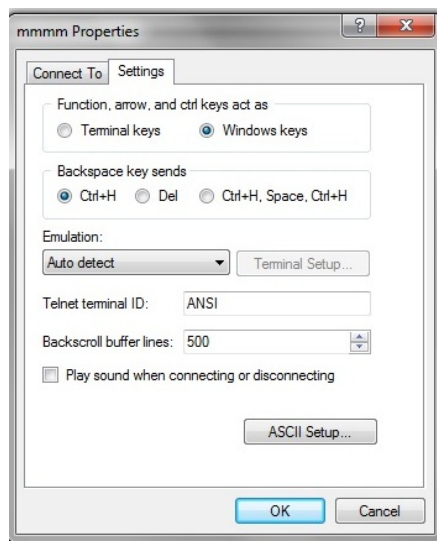 mmmm Properties
Connect To Settings
Function, arrow, and ctrl keys act as
Terminal keys Windows keys
Backspace key sends
Ctrl+H Del Ctrl+H, Space, Ctrl+H
Emulation:
Auto detect Terminal Setup...
Telnet terminal ID: ANSI
Backscroll buffer lines: 500
Play sound when connecting or disconnecting
ASCII Setup...
OK Cancel